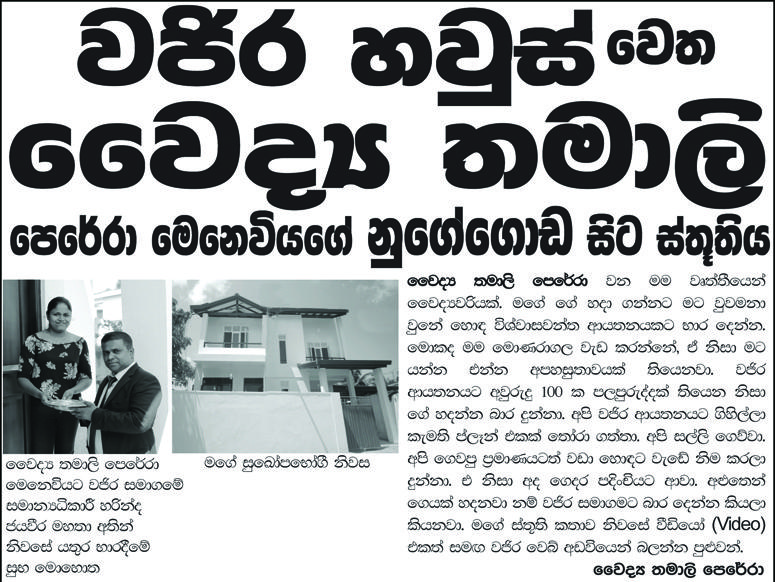 වජිර හවුස් වෙත
වෛද්‍ය තමාලි
පෙරේරා මෙනෙවියගේ නුගේගොඩ සිට ස්තූතිය
වෛද්‍ය තමාලි පෙරේරා
මෙනෙවියට වජිර සමාගමේ
සමාන්‍යධිකාරී හරින්ද
ජයවීර මහතා අතින්
නිවසේ යතුර භාරදීමේ
සුභ මොහොත
මගේ සුඛෝපභෝගී නිවස
වෛද්‍ය තමාලි පෙරේරා වන මම වෘත්තියෙන්
වෛද්‍යවරියක්. මගේ ගේ හදා ගන්නට මට වුවමනා
වුනේ හොඳ විශ්වාසවන්ත ආයතනයකට භාර දෙන්න.
මොකද මම මොණරාගල වැඩ කරන්නේ, ඒ නිසා මට
යන්න එන්න අපහසුතාවයක් තියෙනවා. වජිර
ආයතනයට අවුරුදු 100 ක පලපුරුද්දක් තියෙන නිසා
ගේ හදන්න බාර දුන්නා. අපි වජිර ආයතනයට ගිහිල්ලා
කැමති ප්ලෑන් එකක් තෝරා ගත්තා. අපි සල්ලි ගෙව්වා.
අපි ගෙවපු ප්‍රමාණයටත් වඩා හොඳට වැඩේ නිම කරලා
දුන්නා. ඒ නිසා අද ගෙදර පදිංචියට ආවා. අළුතෙන්
ගෙයක් හදනවා නම් වජිර සමාගමට බාර දෙන්න කියලා
කියනවා. මගේ ස්තූති කතාව නිවසේ වීඩියෝ (Video)
එකත් සමඟ වජිර වෙබ් අඩවියෙන් බලන්න පුළුවන්.
වෛද්‍ය තමාලි පෙරේරා